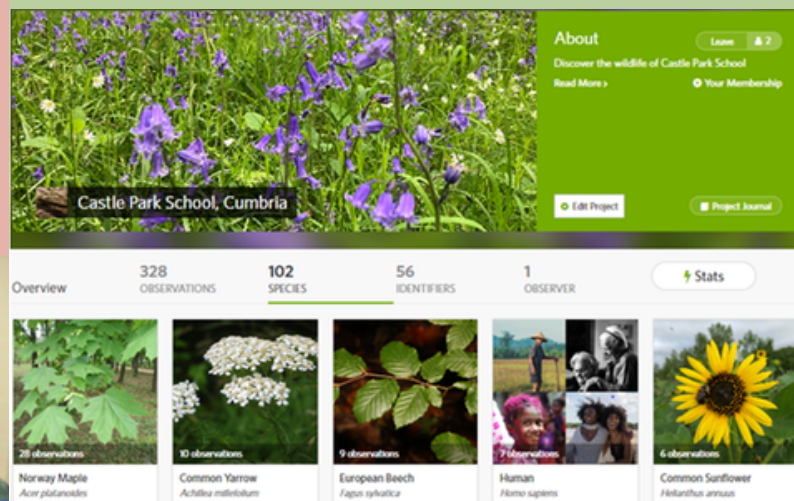 About
Leave 2
Discover the wildlife of Castle Park School
Read More >
Your Membership
Castle Park School, Cumbria
Edit Project
Project Journal
Overview
328
OBSERVATIONS
102
SPECIES
56
IDENTIFIERS
1
OBSERVER
Stats
28 observations
10 observations
9 observations
7 observations
6 observations
Norway Maple
Acer platanoides
Common Yarrow
Achillea millefolium
European Beech
Fagus sylvatica
Human
Homo sapiens
Common Sunflower
Helianthus annuus